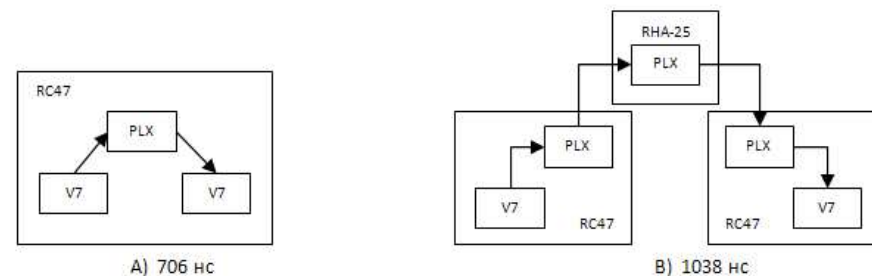 RC47
PLX
V7
V7
A) 706 нс
RHA-25
PLX
PLX
V7
RC47
PLX
V7
RC47
B) 1038 нс